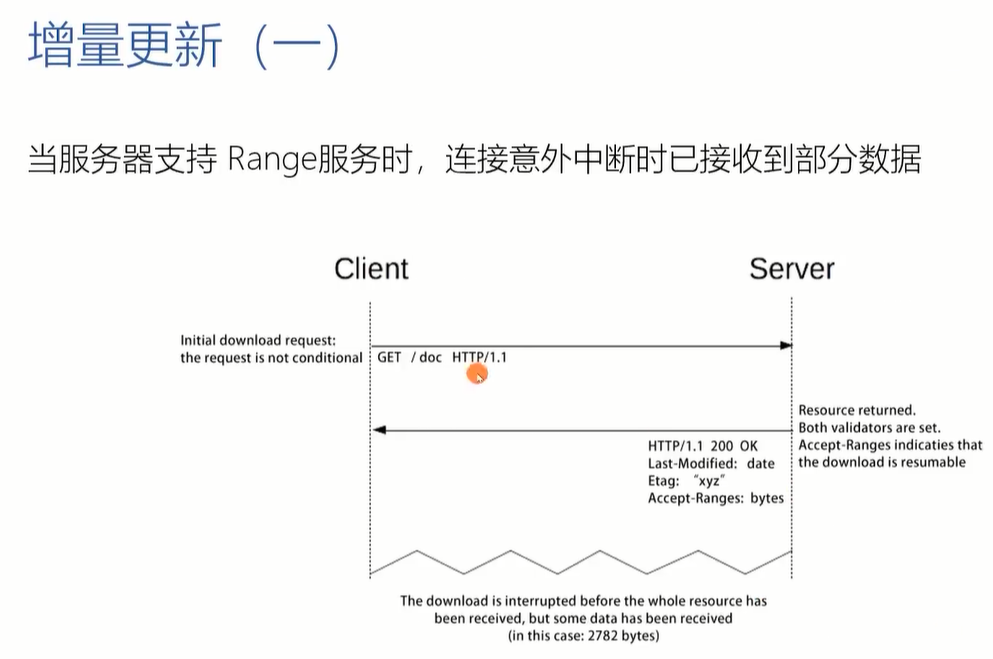 增量更新（一）
当服务器支持 Range服务时，连接意外中断时已接收到部分数据
Client
Server
Initial download request:
the request is not conditional
GET /doc HTTP/1.1
Resource returned.
Both validators are set.
Accept-Ranges indicaties that
the download is resumable
HTTP/1.1 200 OK
Last-Modified: date
Etag: “xyz”
Accept-Ranges: bytes
The download is interrupted before the whole resource has
been received, but some data has been received
(in this case: 2782 bytes)